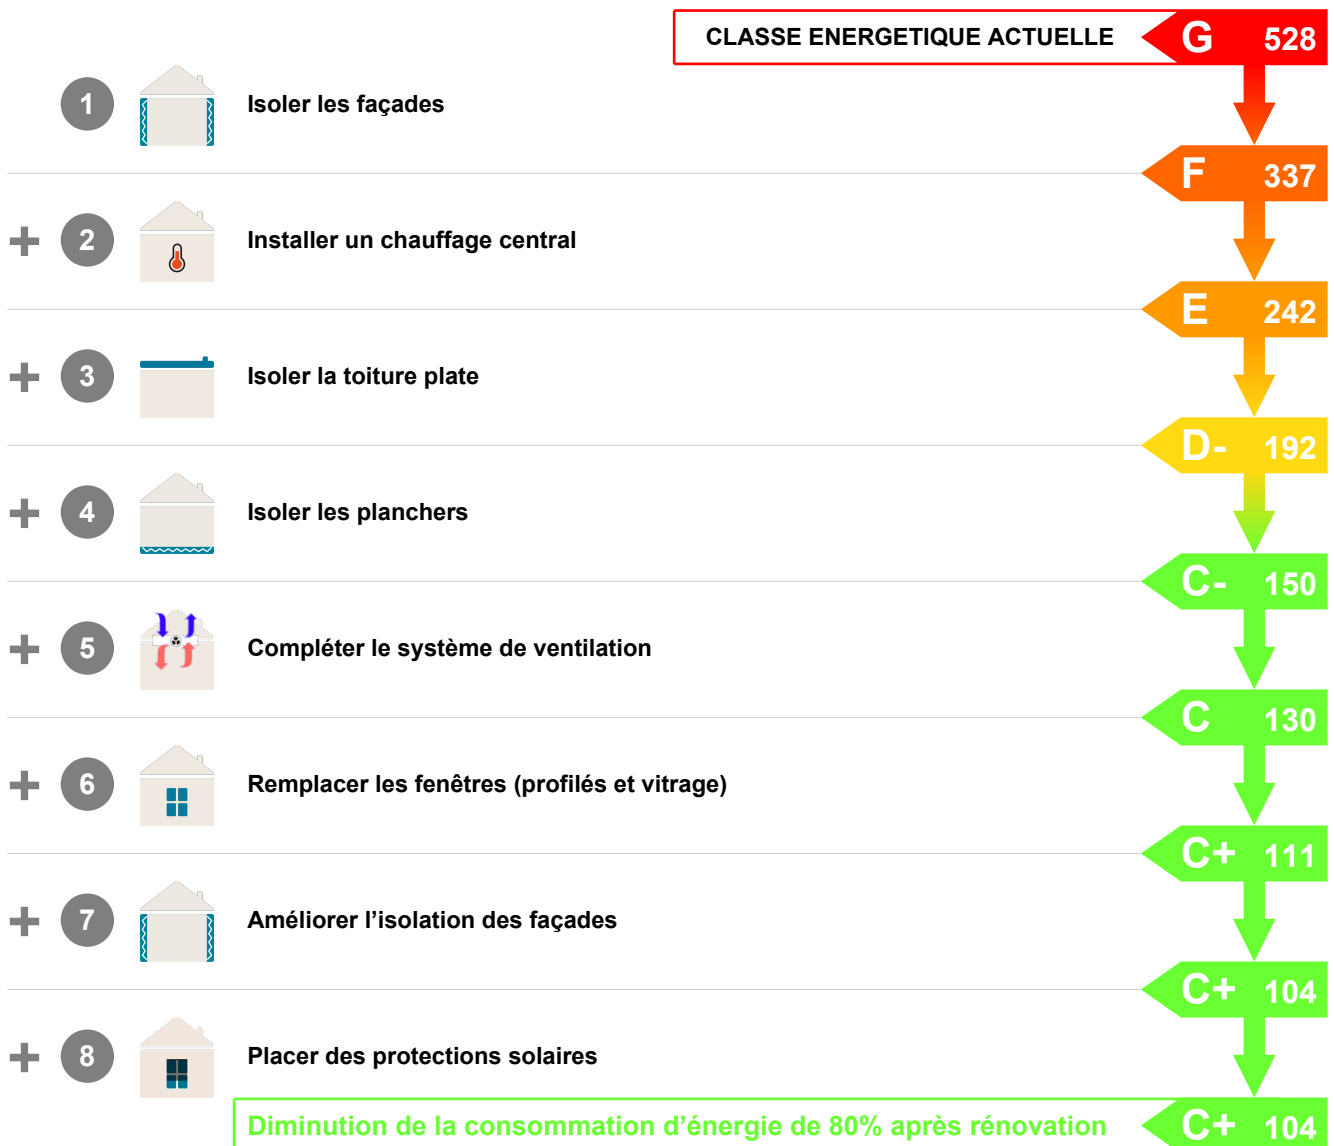 CLASSE ENERGETIQUE ACTUELLE G 528
1 Isoler les façades
F 337
+ 2 Installer un chauffage central
E 242
+ 3 Isoler la toiture plate
D- 192
+ 4 Isoler les planchers
C- 150
+ 5 Compléter le système de ventilation
C 130
+ 6 Remplacer les fenêtres (profilés et vitrage)
C+ 111
+ 7 Améliorer l’isolation des façades
C+ 104
+ 8 Placer des protections solaires
Diminution de la consommation d’énergie de 80% après rénovation C+ 104